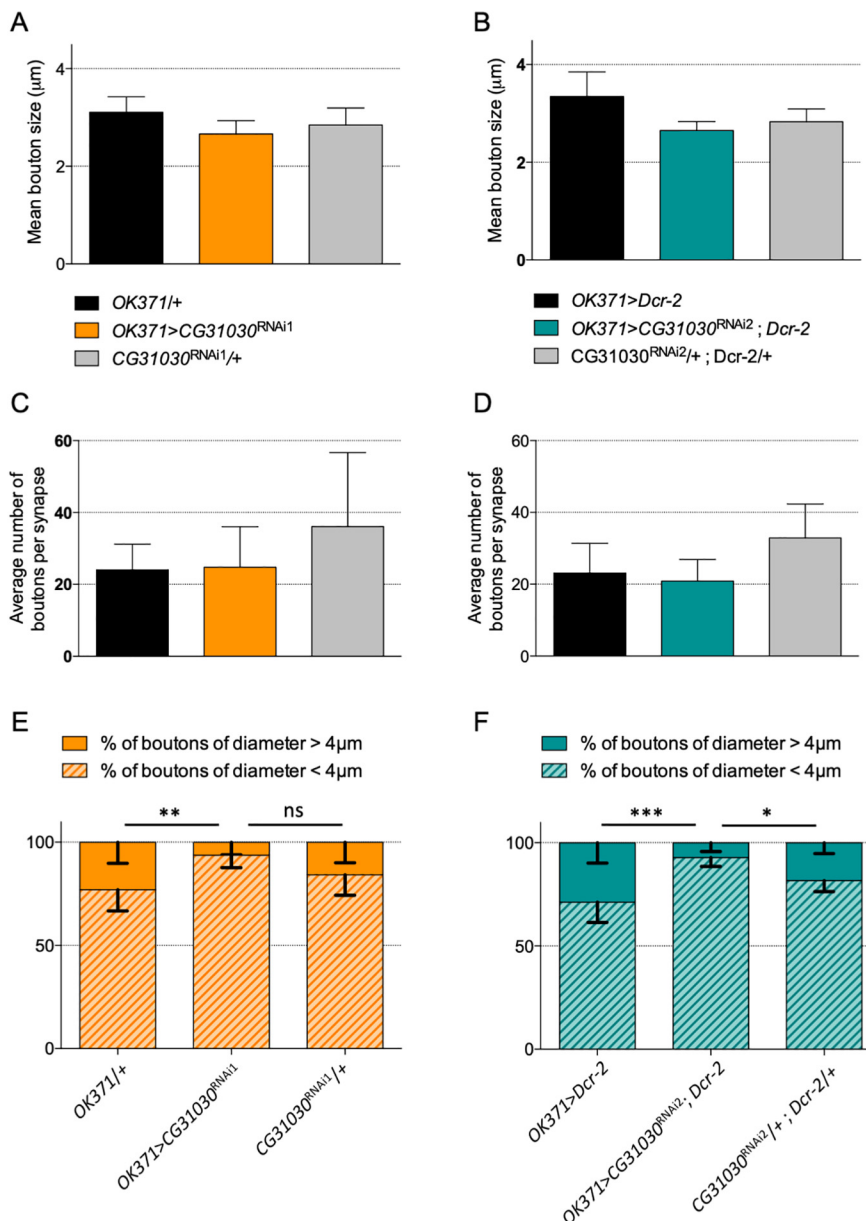 A
Mean bouton size (μm)
4
2
0
OK371/+
OK371>CG31030RNAi1
CG31030RNAi1/+
B
Mean bouton size (μm)
4
2
0
OK371>Dcr-2
OK371>CG31030RNAi2 ; Dcr-2
CG31030RNAi2/+ ; Dcr-2/+
C
Average number of
boutons per synapse
60
40
20
0
D
Average number of
boutons per synapse
60
40
20
0
E
% of boutons of diameter > 4μm
% of boutons of diameter < 4μm
** ns
100
50
0
OK371/+
OK371>CG31030RNAi1
CG31030RNAi1/+
F
% of boutons of diameter > 4μm
% of boutons of diameter < 4μm
*** *
100
50
0
OK371>Dcr-2
OK371>CG31030RNAi2; Dcr-2
CG31030RNAi2/+ ; Dcr-2/+